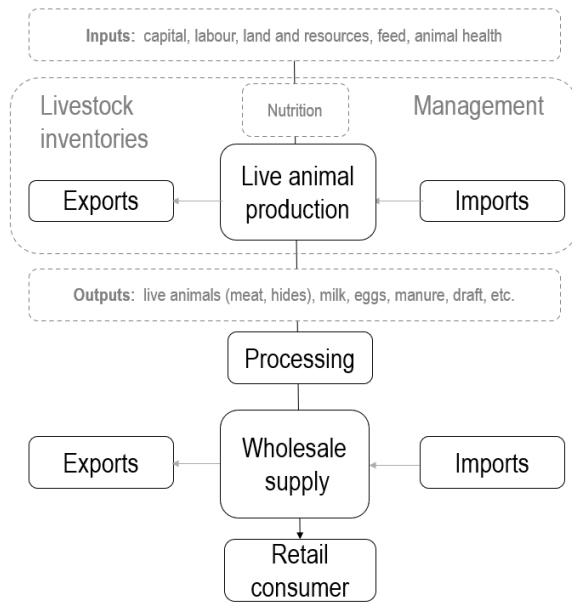 Inputs: capital, labour, land and resources, feed, animal health
Livestock
inventories
Nutrition
Management
Live animal
production
Exports
Imports
Outputs: live animals (meat, hides), milk, eggs, manure, draft, etc.
Processing
Exports
Wholesale
supply
Imports
Retail
consumer